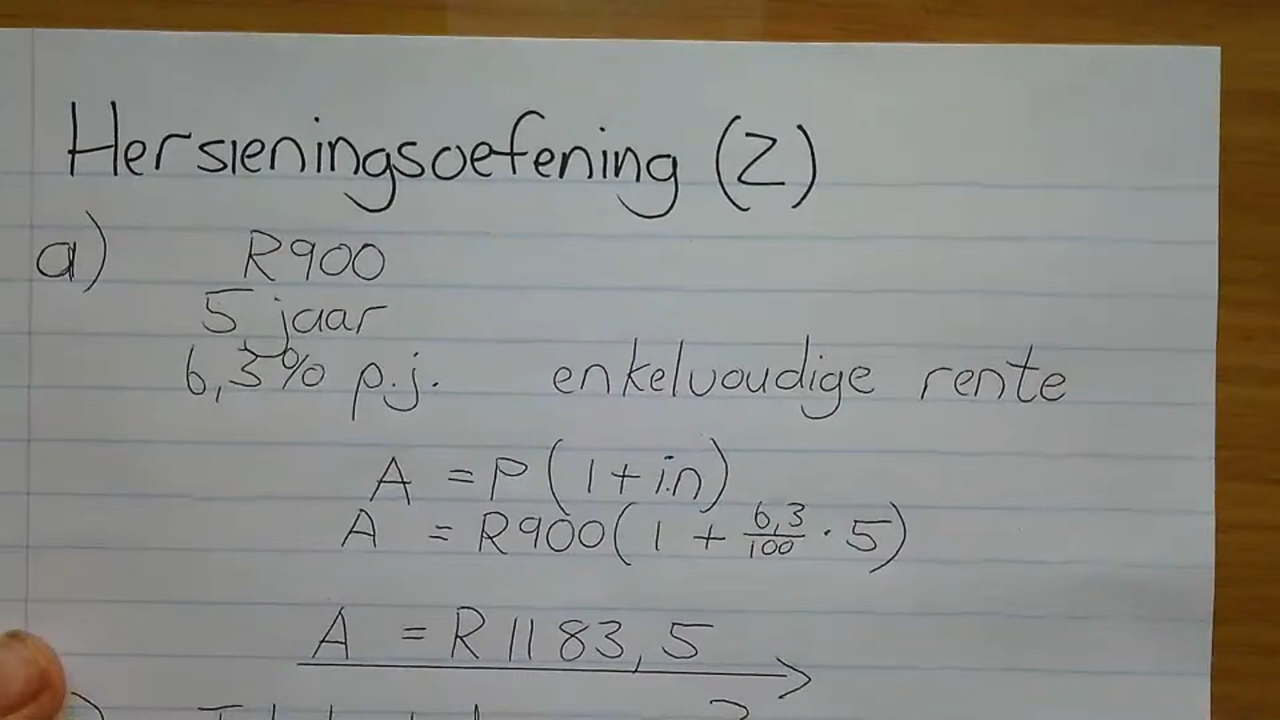 Hersieningsoefening (2)
a) R900
5 jaar
6,3% p.j. enkelvoudige rente
A = P(1+i.n)
A = R900(1 + 6,3/100 · 5)
A = R1183,5